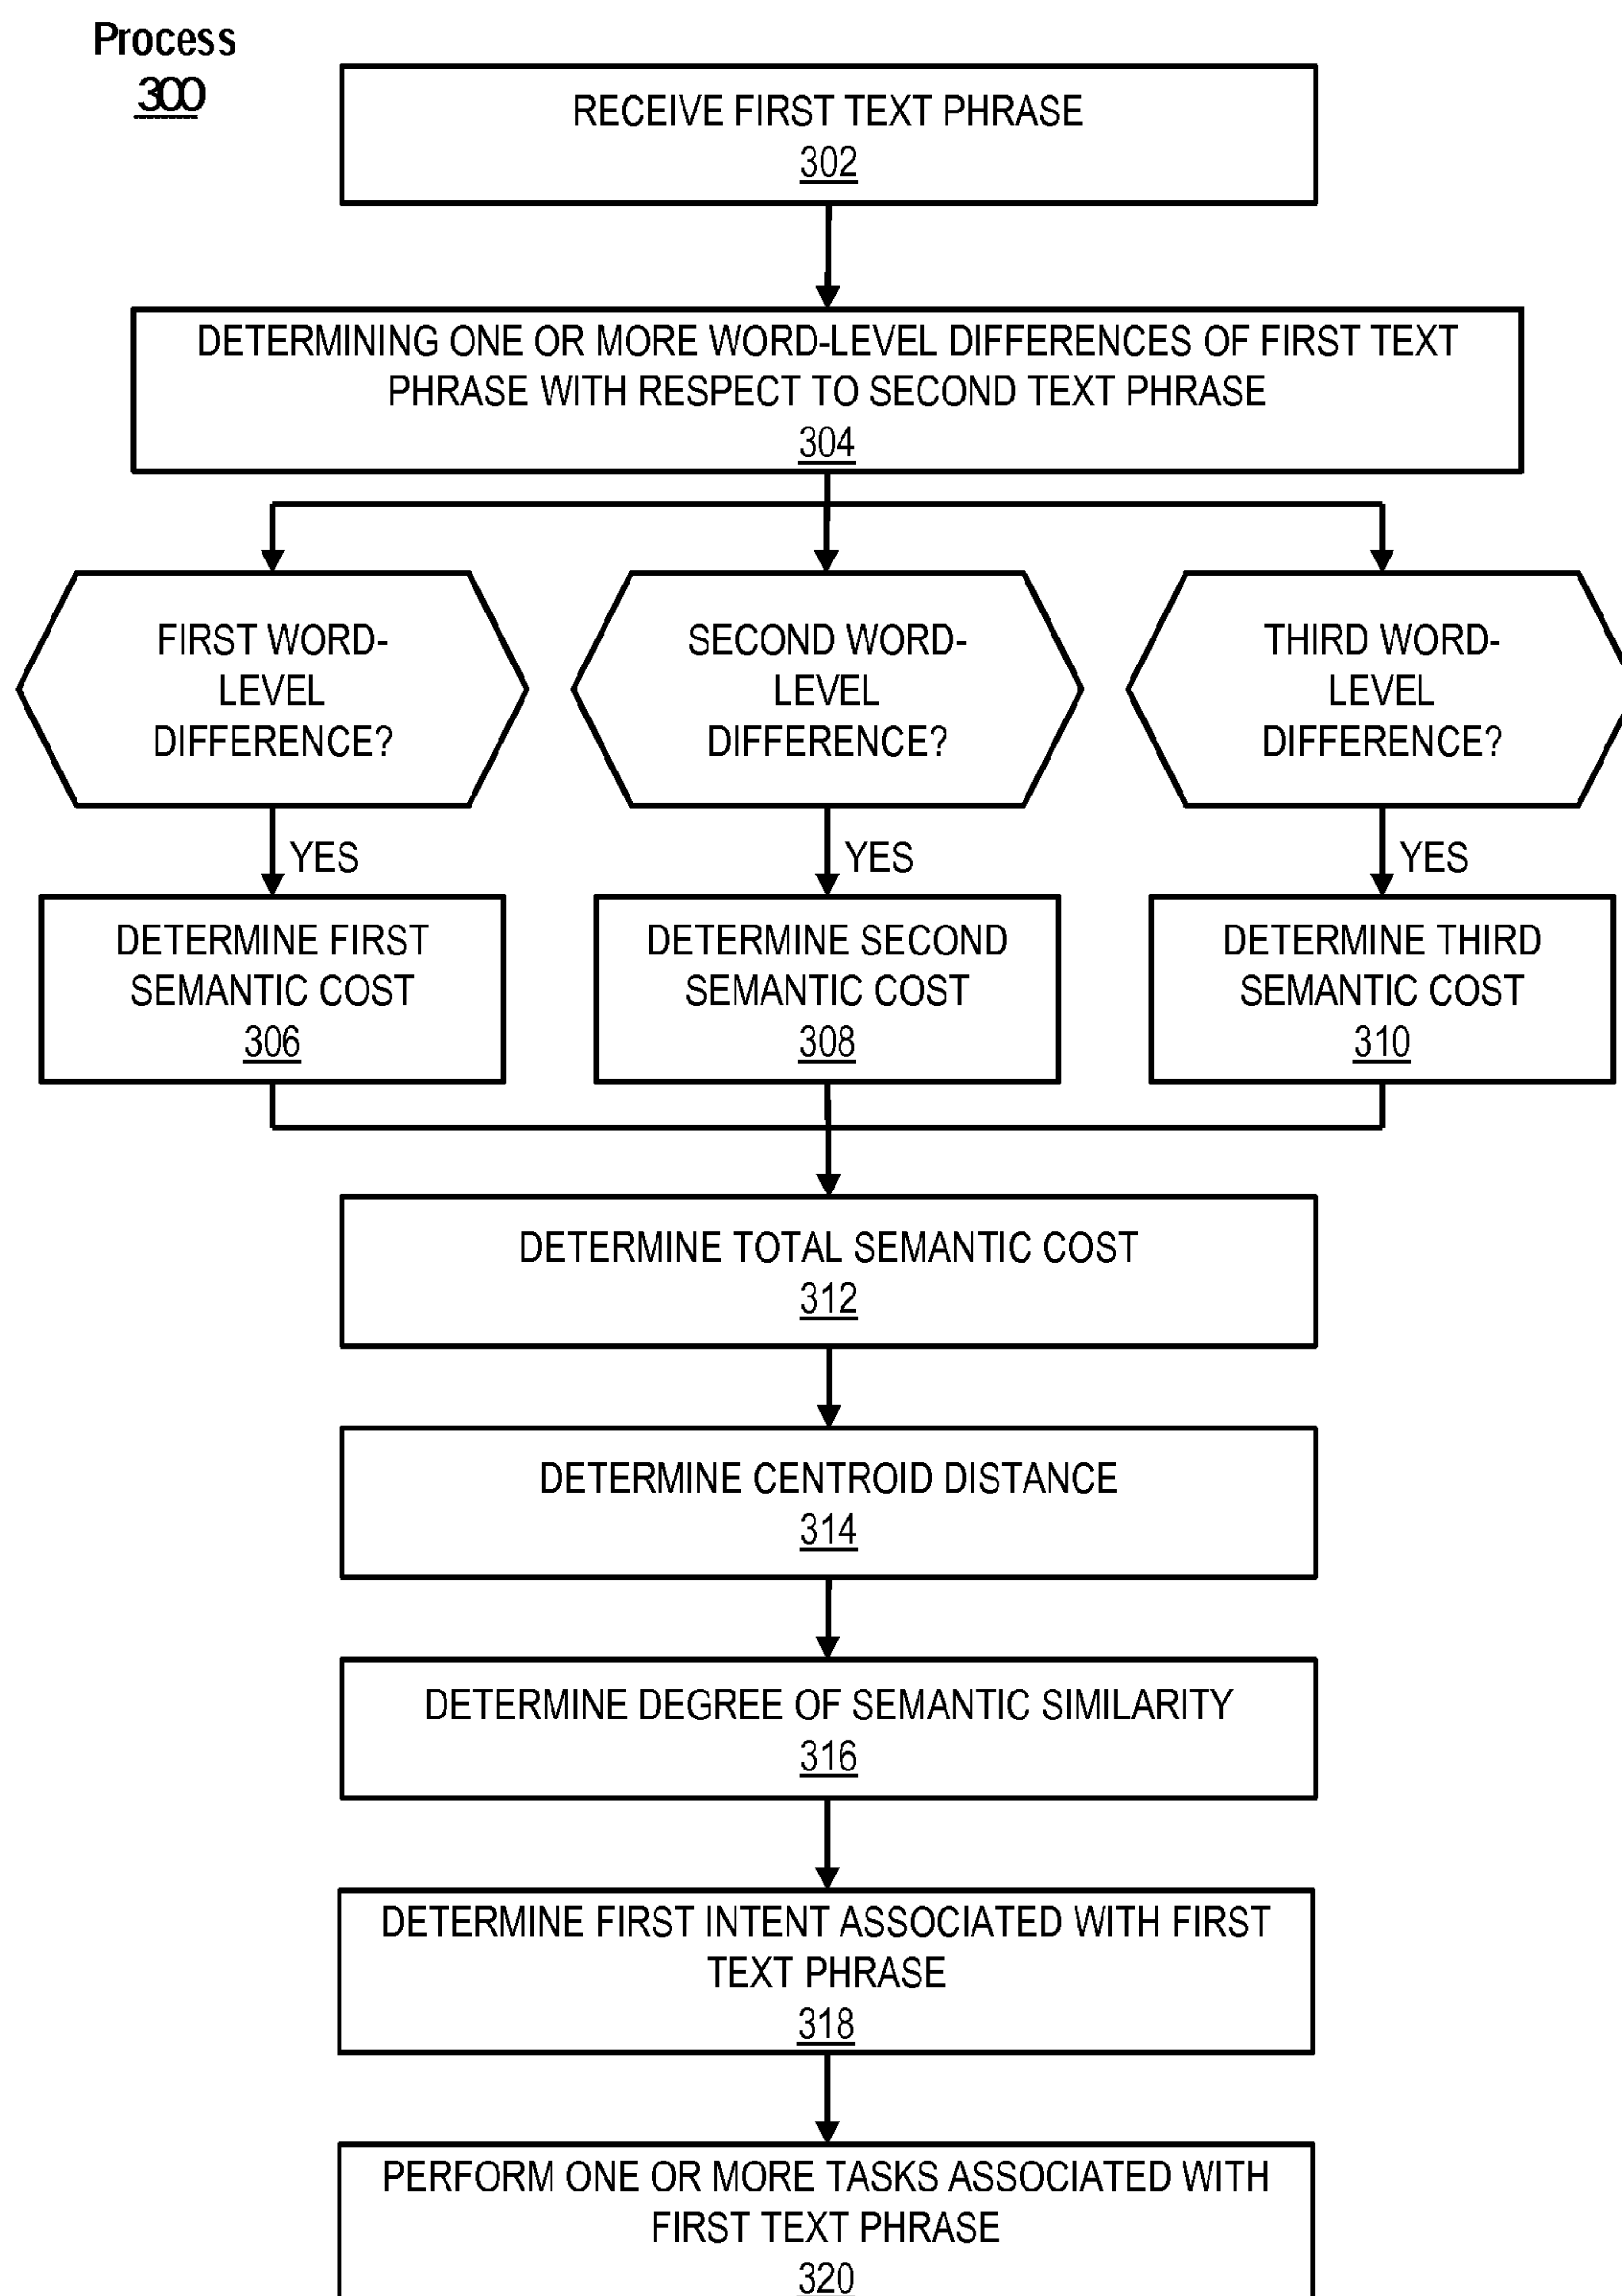 Process
300
RECEIVE FIRST TEXT PHRASE
302
DETERMINING ONE OR MORE WORD-LEVEL DIFFERENCES OF FIRST TEXT
PHRASE WITH RESPECT TO SECOND TEXT PHRASE
304
FIRST WORD-
LEVEL
DIFFERENCE?
SECOND WORD-
LEVEL
DIFFERENCE?
THIRD WORD-
LEVEL
DIFFERENCE?
YES
YES
YES
DETERMINE FIRST
SEMANTIC COST
306
DETERMINE SECOND
SEMANTIC COST
308
DETERMINE THIRD
SEMANTIC COST
310
DETERMINE TOTAL SEMANTIC COST
312
DETERMINE CENTROID DISTANCE
314
DETERMINE DEGREE OF SEMANTIC SIMILARITY
316
DETERMINE FIRST INTENT ASSOCIATED WITH FIRST
TEXT PHRASE
318
PERFORM ONE OR MORE TASKS ASSOCIATED WITH
FIRST TEXT PHRASE
320